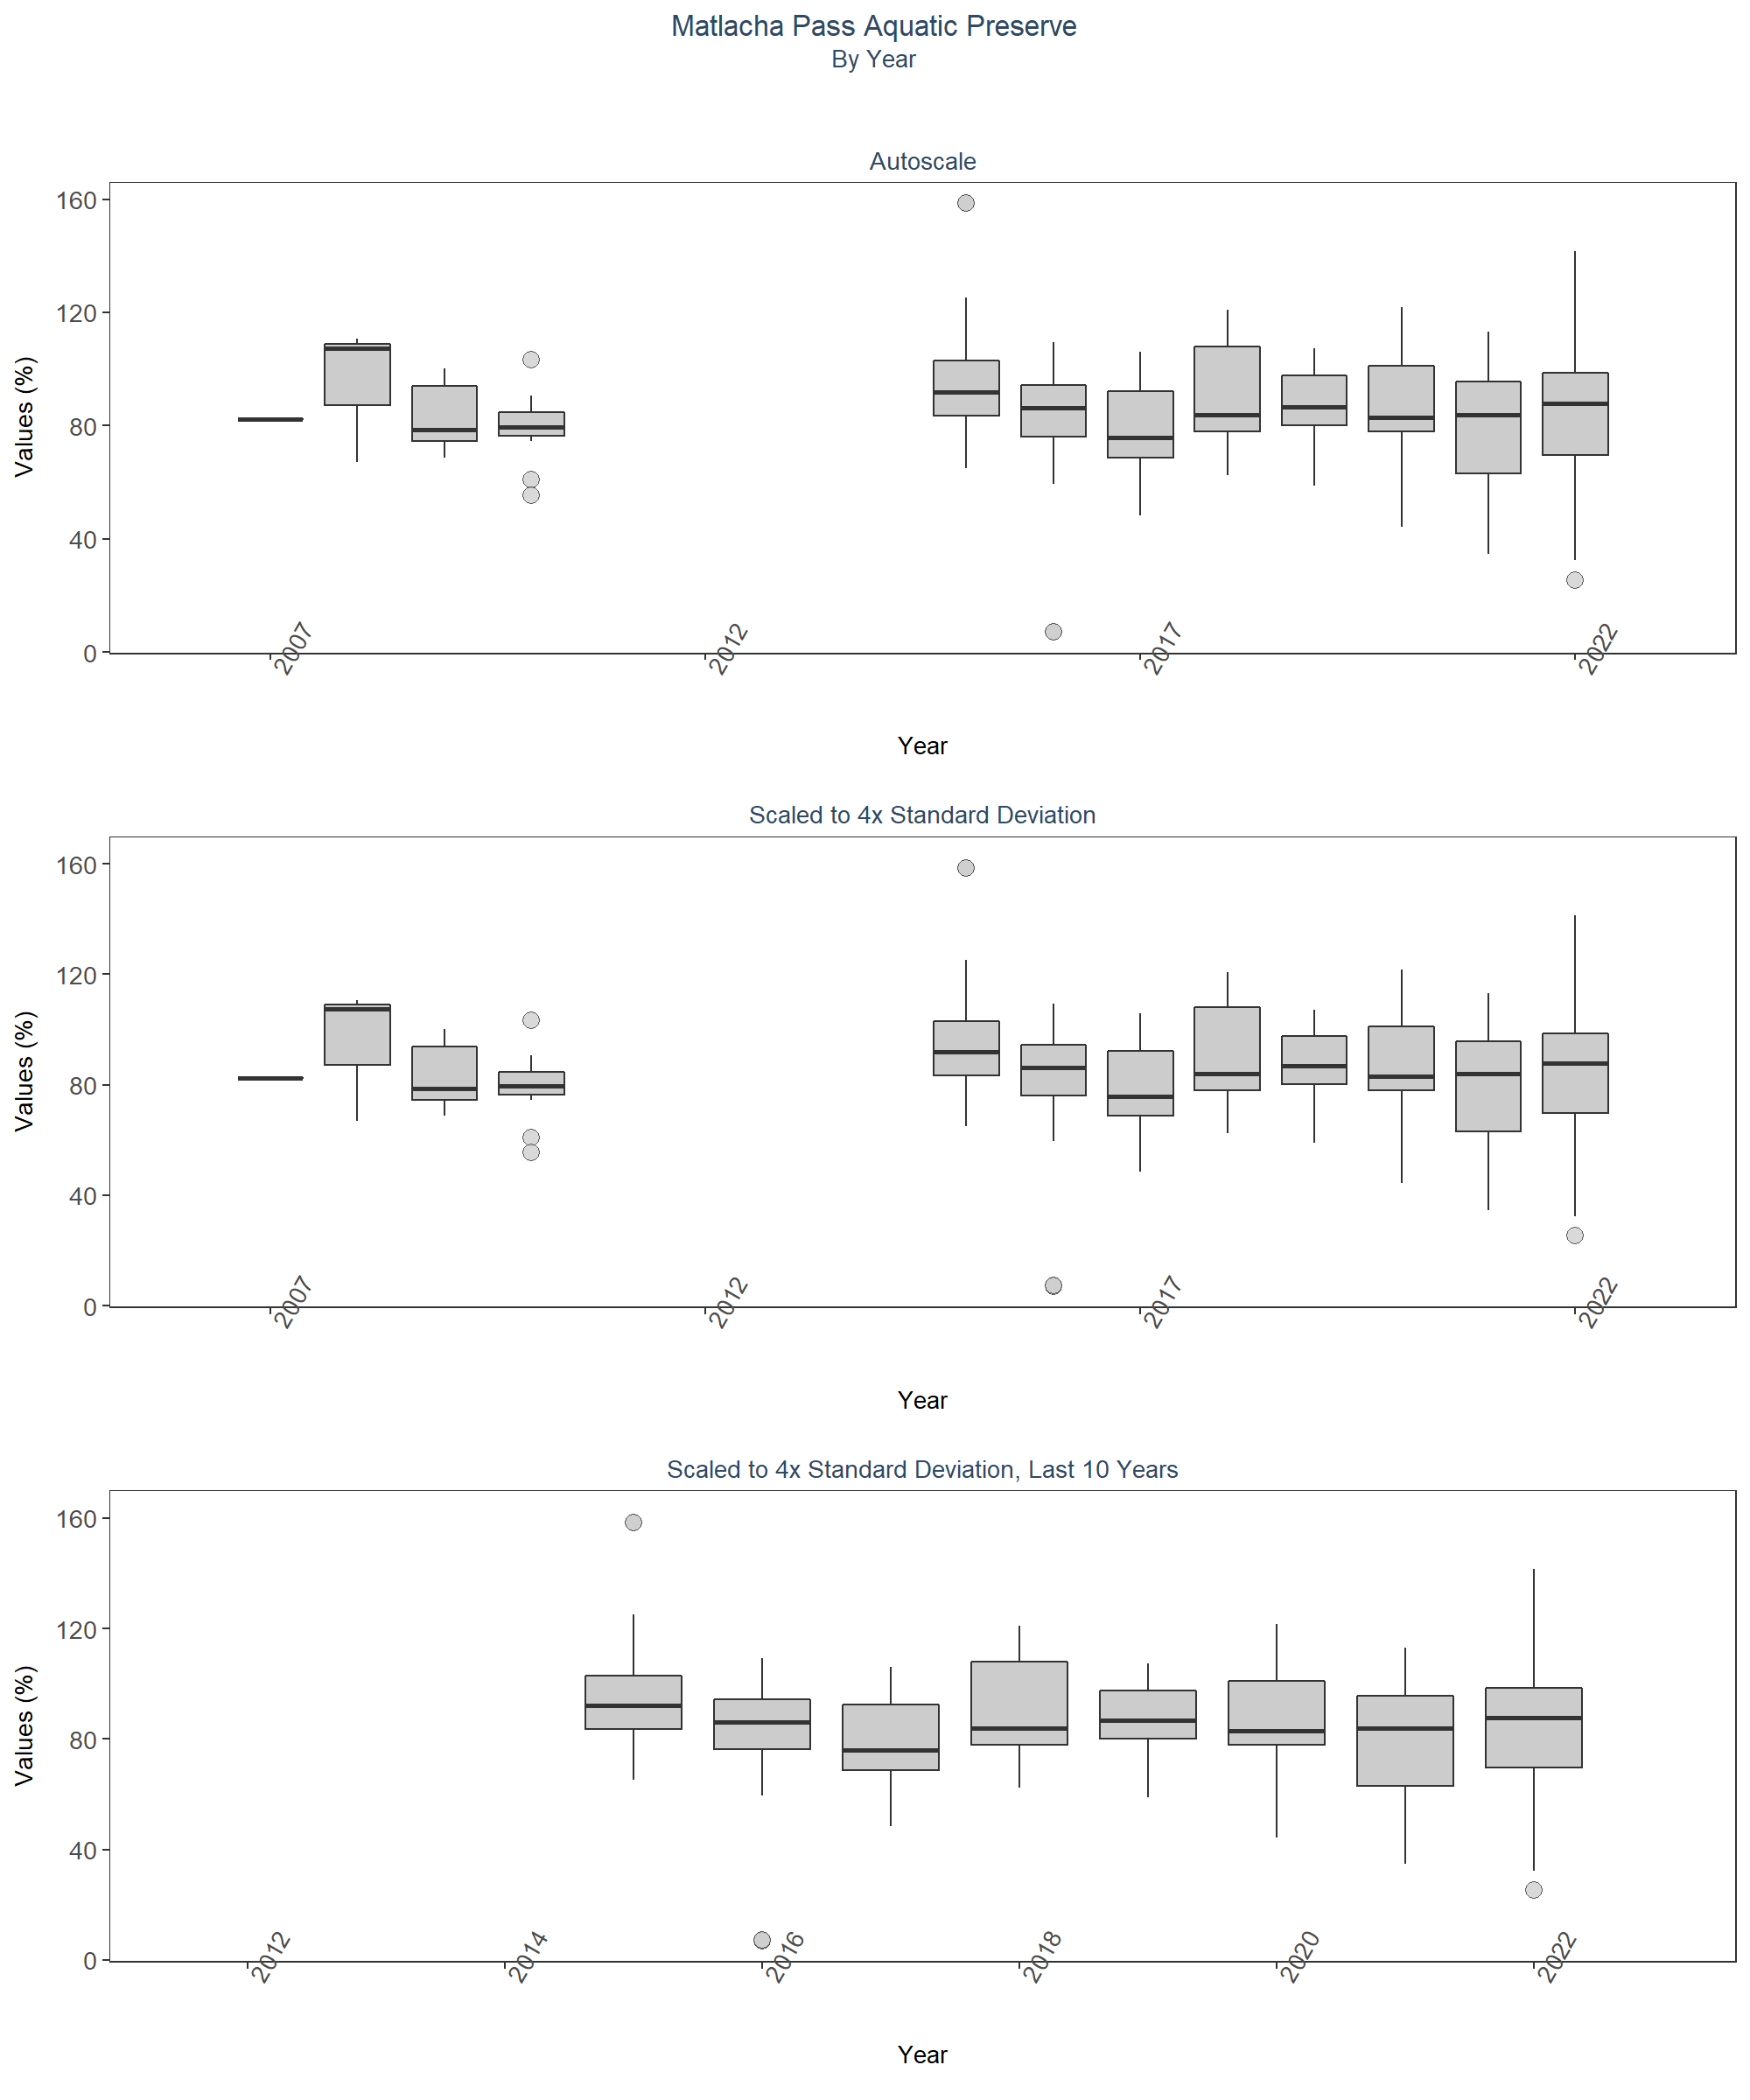 Matlacha Pass Aquatic Preserve
By Year
Autoscale
Values (%)
160
120
80
40
0
2007
2012
2017
2022
Year
Scaled to 4x Standard Deviation
Values (%)
160
120
80
40
0
2007
2012
2017
2022
Year
Scaled to 4x Standard Deviation, Last 10 Years
Values (%)
160
120
80
40
0
2012
2014
2016
2018
2020
2022
Year